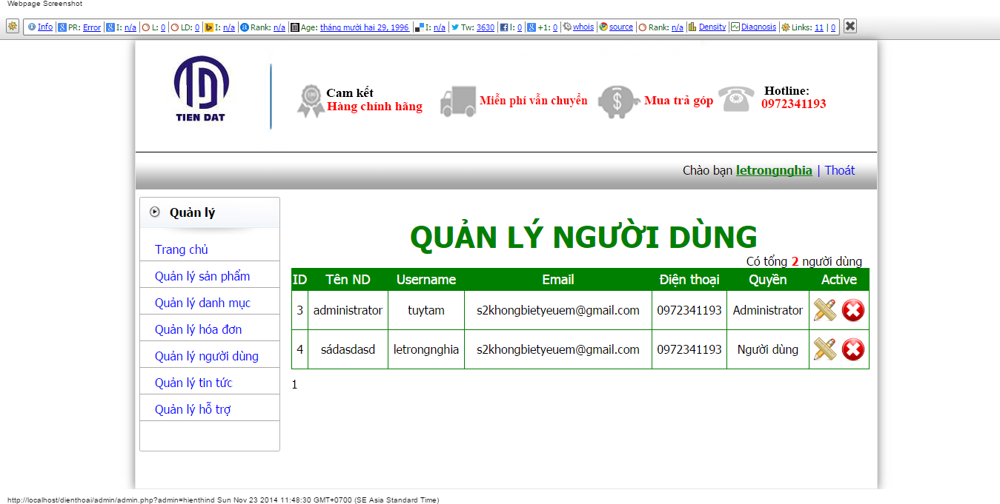 Webpage Screenshot
Info PR: Error I: n/a L: 0 LD: 0 I: n/a Rank: n/a Age: tháng mười hai 29, 1996 I: n/a Tw: 3630 l: 0 +1: 0 whois source Rank: n/a Density Diagnosis Links: 11 | 0
TIEN DAT
Cam kết
Hàng chính hãng
Miễn phí vẫn chuyển
Mua trả góp
Hotline:
0972341193
Chào bạn letrongnghia | Thoát
Quản lý
Trang chủ
Quản lý sản phẩm
Quản lý danh mục
Quản lý hóa đơn
Quản lý người dùng
Quản lý tin tức
Quản lý hỗ trợ
QUẢN LÝ NGƯỜI DÙNG
Có tổng 2 người dùng
ID Tên ND Username Email Điện thoại Quyền Active
3 administrator tuytam s2khongbietyeuem@gmail.com 0972341193 Administrator
4 sádasdasd letrongnghia s2khongbietyeuem@gmail.com 0972341193 Người dùng
1
http://localhost/dienthoai/admin/admin.php?admin=hienthind Sun Nov 23 2014 11:48:30 GMT+0700 (SE Asia Standard Time)